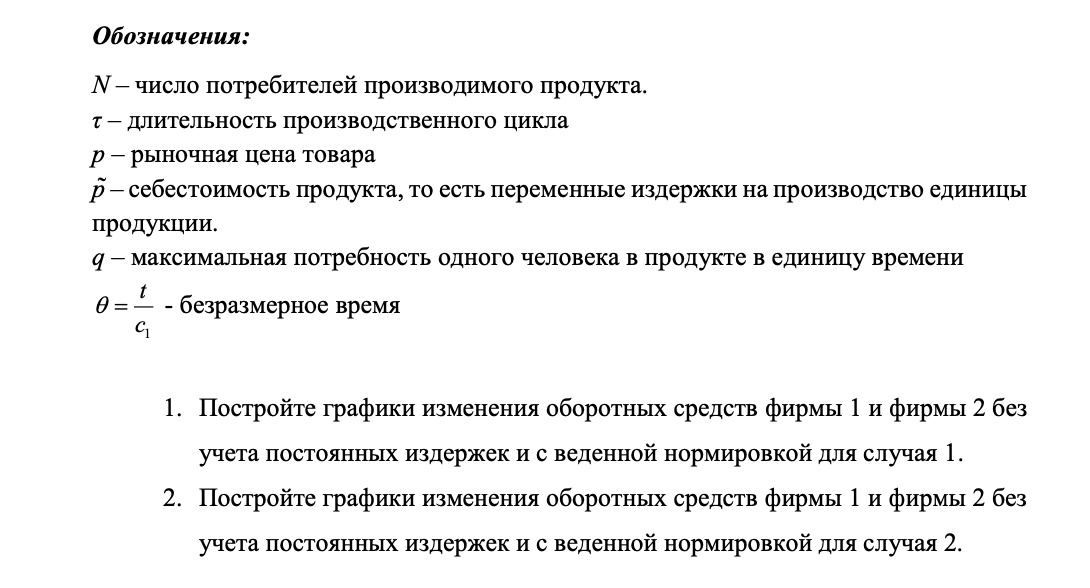 Обозначения:
N – число потребителей производимого продукта.
τ – длительность производственного цикла
p – рыночная цена товара
p̃ – себестоимость продукта, то есть переменные издержки на производство единицы
продукции.
q – максимальная потребность одного человека в продукте в единицу времени
θ = t/c₁ - безразмерное время
1. Постройте графики изменения оборотных средств фирмы 1 и фирмы 2 без
учета постоянных издержек и с веденной нормировкой для случая 1.
2. Постройте графики изменения оборотных средств фирмы 1 и фирмы 2 без
учета постоянных издержек и с веденной нормировкой для случая 2.